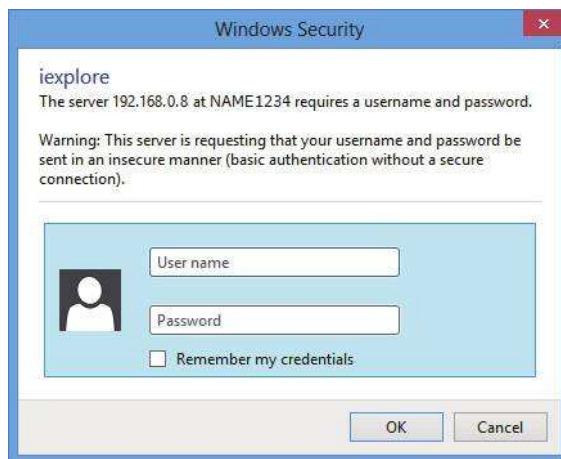 Windows Security
iexplore
The server 192.168.0.8 at NAME1234 requires a username and password.
Warning: This server is requesting that your username and password be
sent in an insecure manner (basic authentication without a secure
connection).
User name
Password
Remember my credentials
OK
Cancel